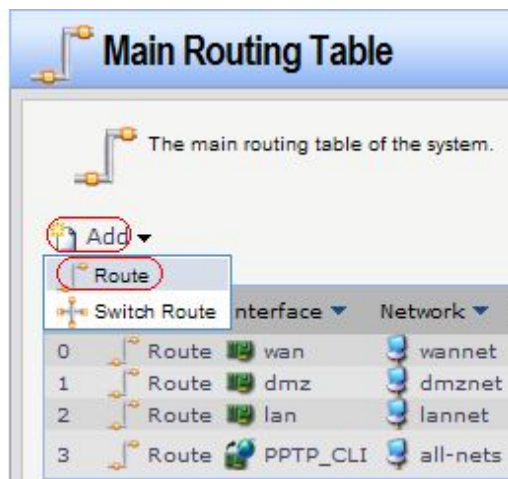 Main Routing Table
The main routing table of the system.
Add
Route
Switch Route nterface Network
0 Route wan wannet
1 Route dmz dmznet
2 Route lan lannet
3 Route PPTP_CLI all-nets